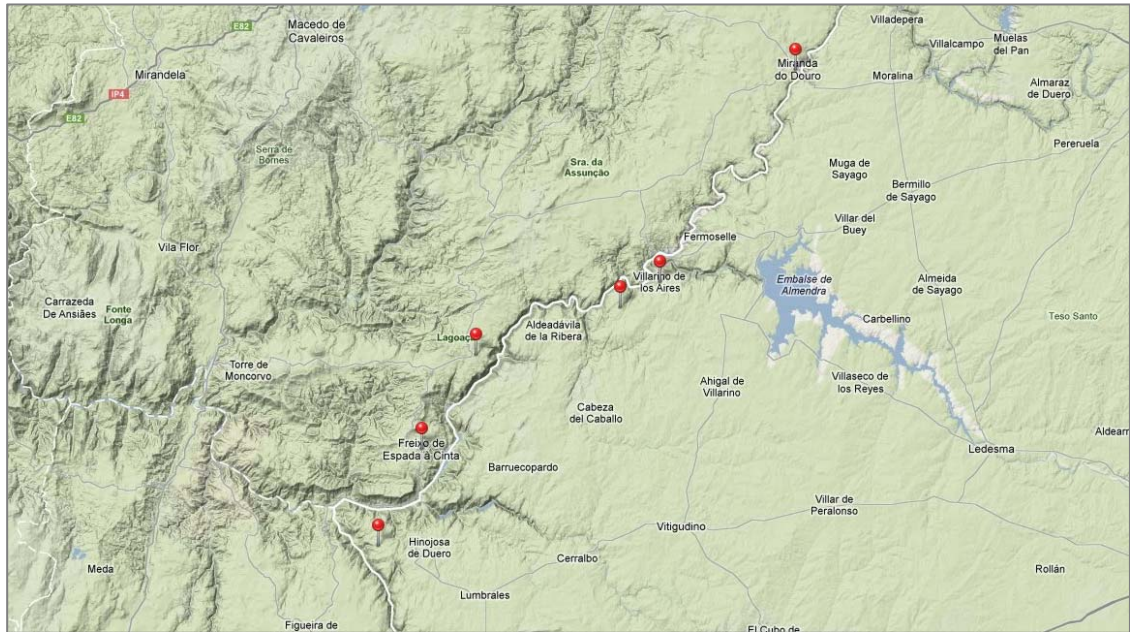 Macedo de
Cavaleiros
E82
Mirandela
IP4
E82
Serra de
Bornes
Sra. da
Assunção
Miranda
do Douro
Villadepera
Villalcampo
Muelas
del Pan
Moralina
Almaraz
de Duero
Pereruela
Muga de
Sayago
Bermillo
de Sayago
Villar del
Buey
Fermoselle
Vila Flor
Villarino de
los Aires
Embalse de
Almendra
Almeida
de Sayago
Carrazeda
De Ansiães
Fonte
Longa
Aldeadávila
de la Ribera
Carbellino
Teso Santo
Lagoaça
Torre de
Moncorvo
Ahigal de
Villarino
Villaseco de
los Reyes
Cabeza
del Caballo
Freixo de
Espada à Cinta
Ledesma
Barruecopardo
Villar de
Peralonso
Vitigudino
Hinojosa
de Duero
Cerralbo
Meda
Rollán
Lumbrales
Figueira de
El Cubo de